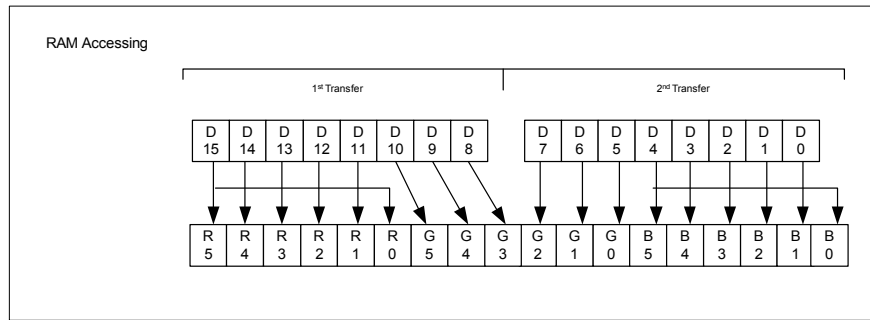 RAM Accessing
1st Transfer 2nd Transfer
D D D D D D D D D D D D D D D D
15 14 13 12 11 10 9 8 7 6 5 4 3 2 1 0
R R R R R R G G G G G G B B B B B B
5 4 3 2 1 0 5 4 3 2 1 0 5 4 3 2 1 0